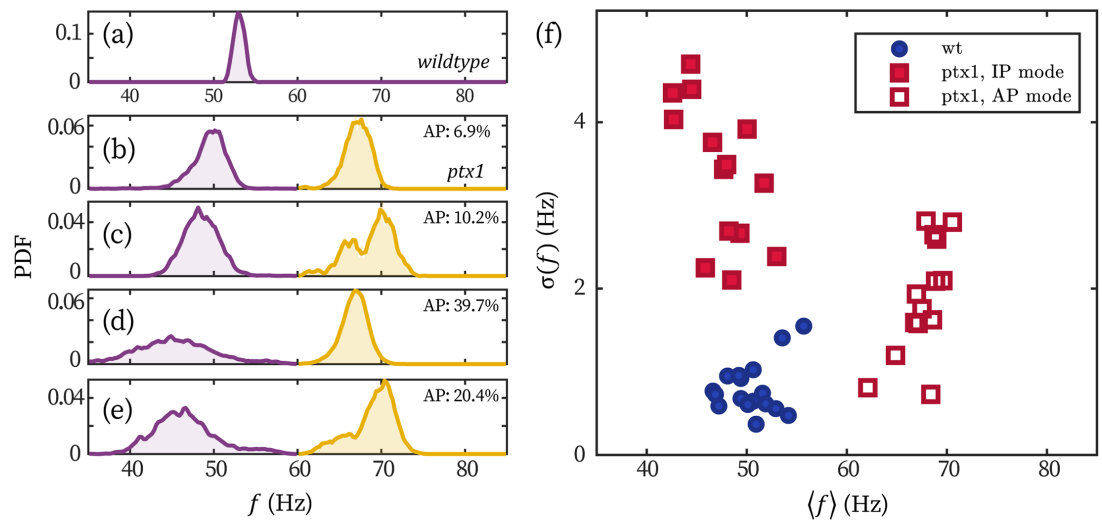 (a)
wildtype
0.1
0
40 50 60 70 80
(b)
AP: 6.9%
ptx1
0.06
0
(c)
AP: 10.2%
0.04
0
(d)
AP: 39.7%
0.06
0
(e)
AP: 20.4%
0.04
0
40 50 60 70 80
f (Hz)
PDF
(f)
wt
ptx1, IP mode
ptx1, AP mode
4
2
0
σ(f) (Hz)
40 50 60 70 80
⟨f⟩ (Hz)